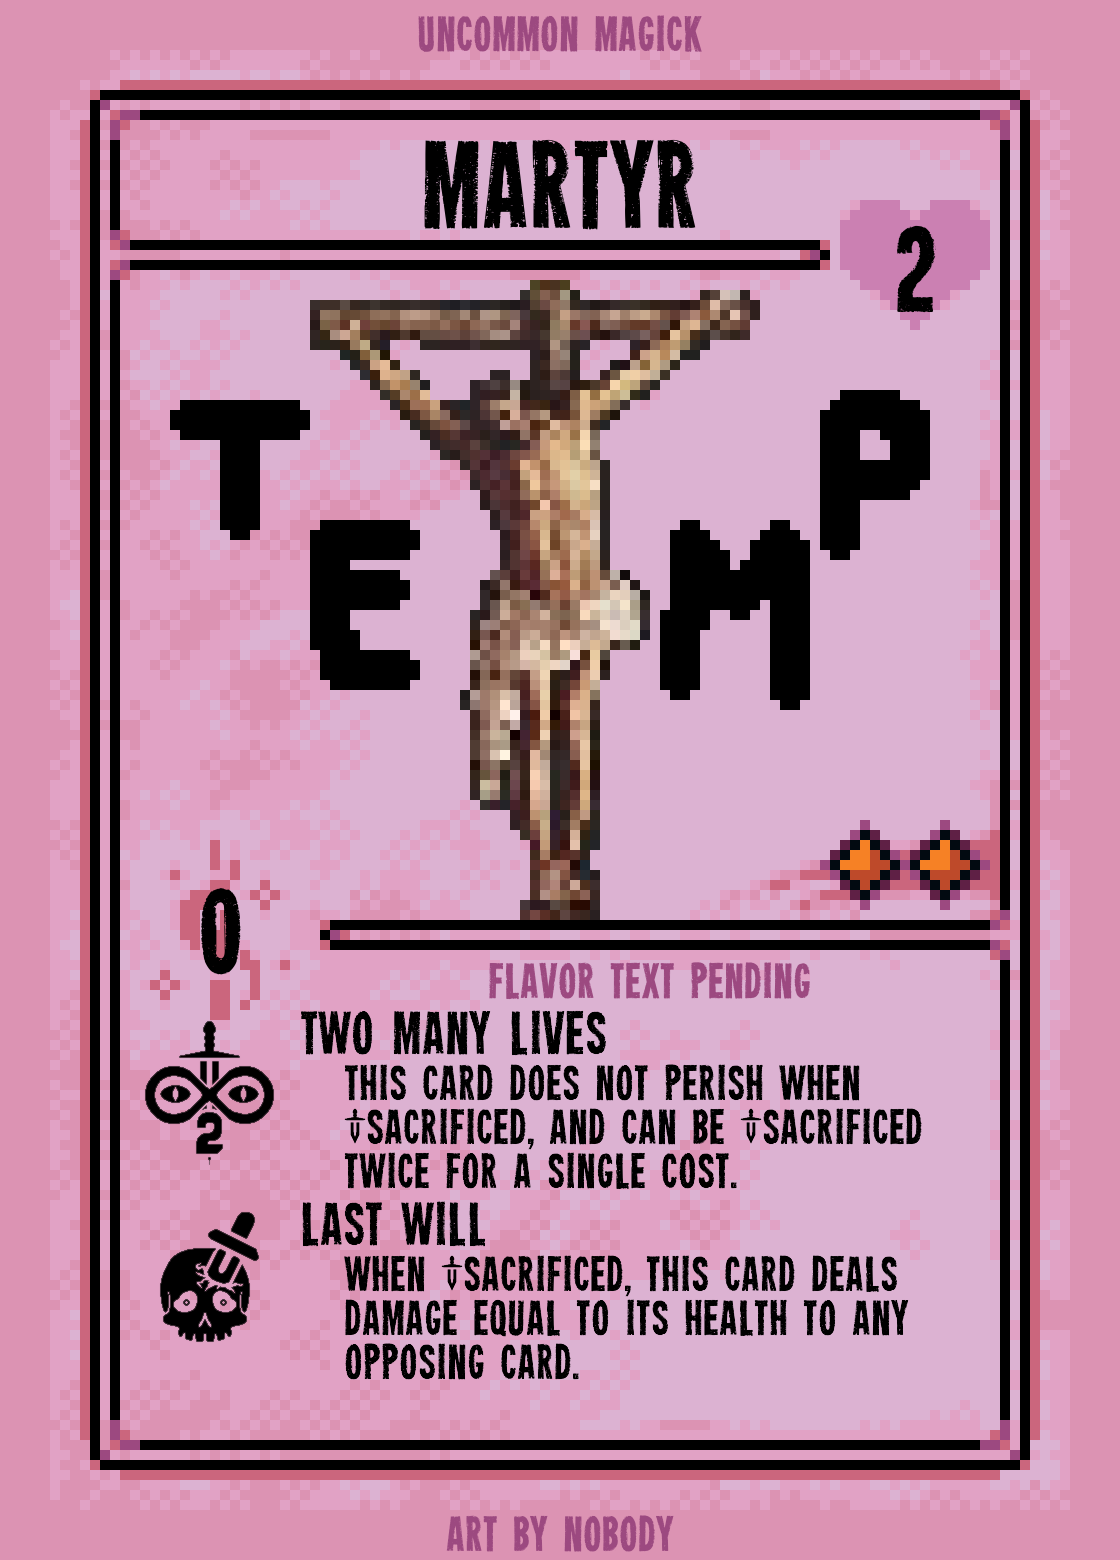 UNCOMMON MAGICK
MARTYR
2
TEMP
0
FLAVOR TEXT PENDING
TWO MANY LIVES
THIS CARD DOES NOT PERISH WHEN
SACRIFICED, AND CAN BE SACRIFICED
TWICE FOR A SINGLE COST.
2
LAST WILL
WHEN SACRIFICED, THIS CARD DEALS
DAMAGE EQUAL TO ITS HEALTH TO ANY
OPPOSING CARD.
ART BY NOBODY